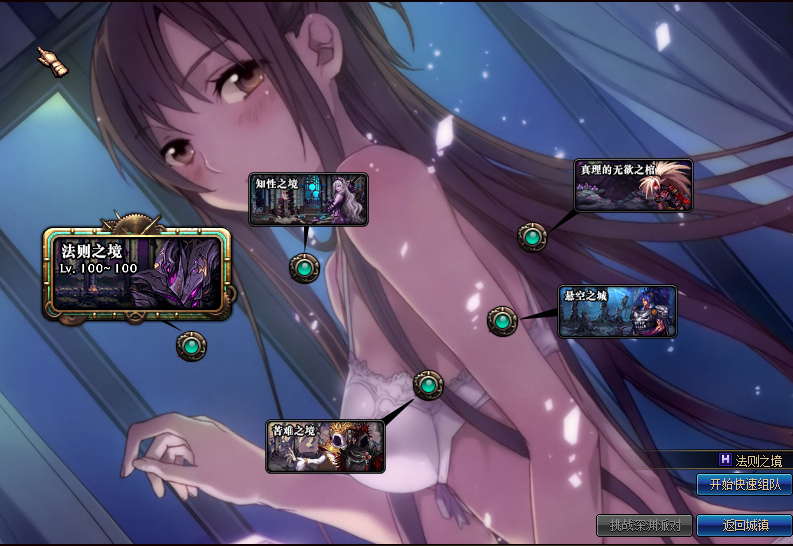 知性之境
真理的无欲之棺
法则之境
Lv. 100~100
悬空之城
苦难之境
H 法则之境
开始快速组队
挑战深渊派对
返回城镇